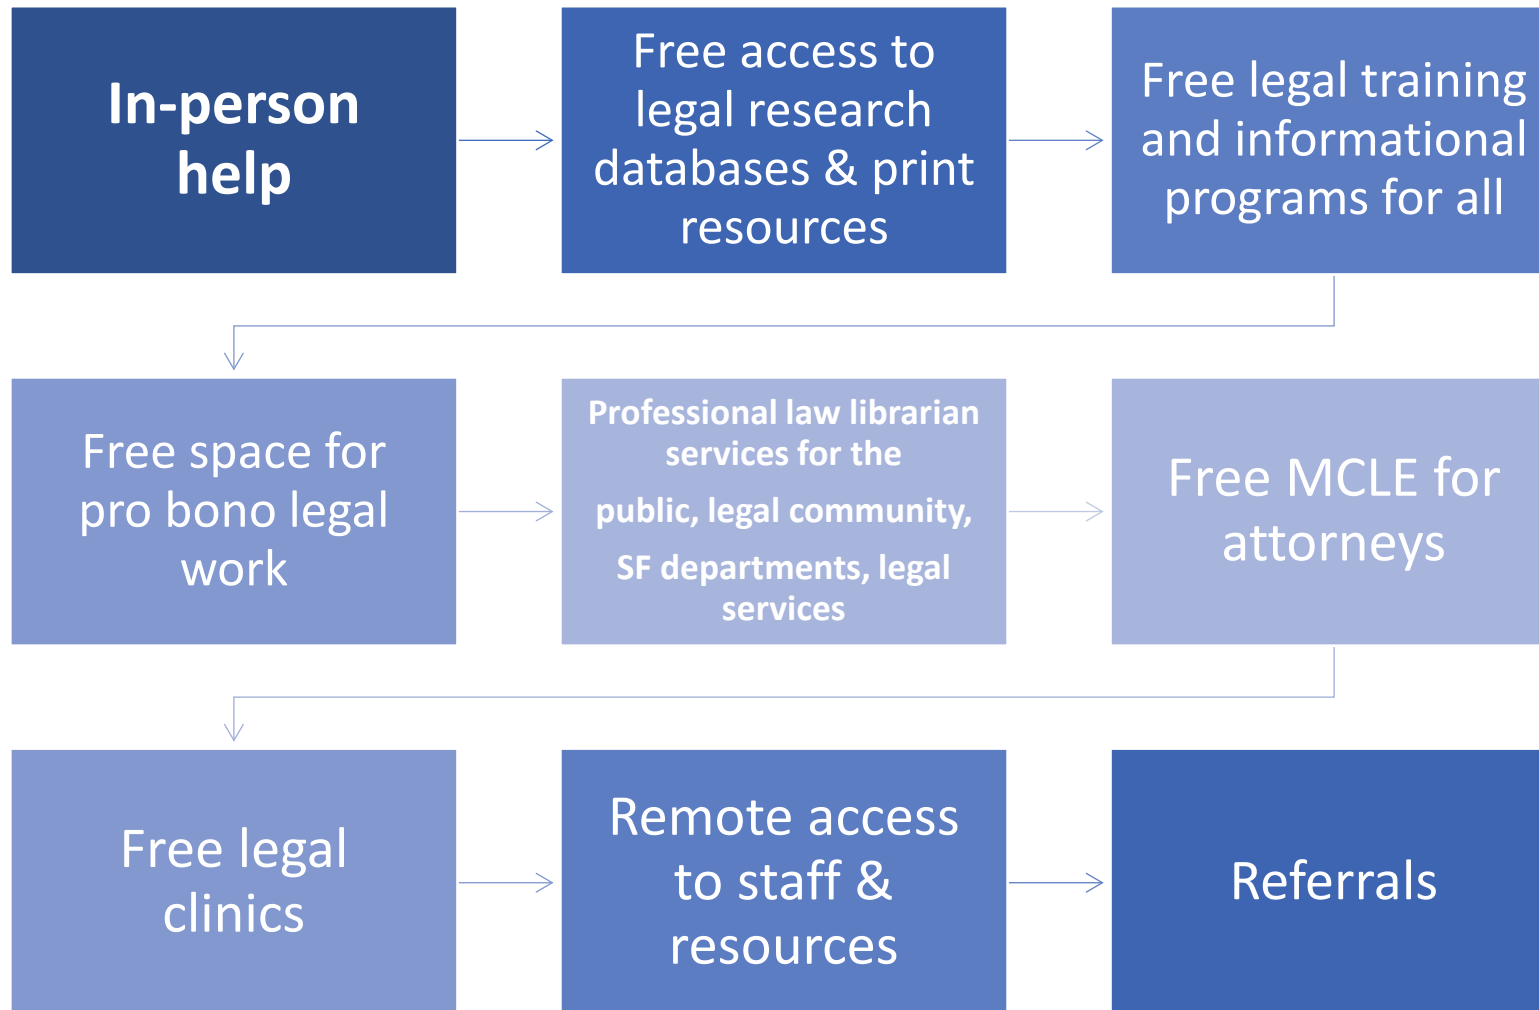 In-person
help
Free access to
legal research
databases & print
resources
Free legal training
and informational
programs for all
Free space for
pro bono legal
work
Professional law librarian
services for the
public, legal community,
SF departments, legal
services
Free MCLE for
attorneys
Free legal
clinics
Remote access
to staff &
resources
Referrals